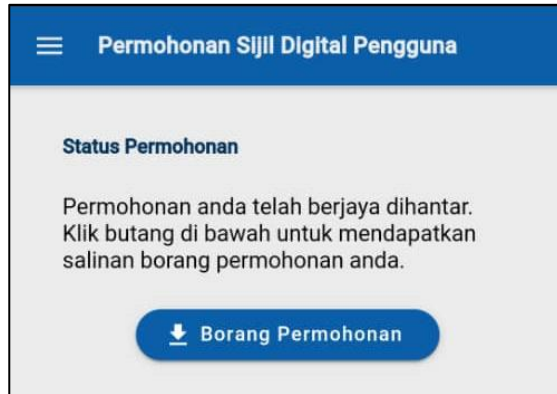 Permohonan Sijil Digital Pengguna
Status Permohonan
Permohonan anda telah berjaya dihantar.
Klik butang di bawah untuk mendapatkan
salinan borang permohonan anda.
Borang Permohonan